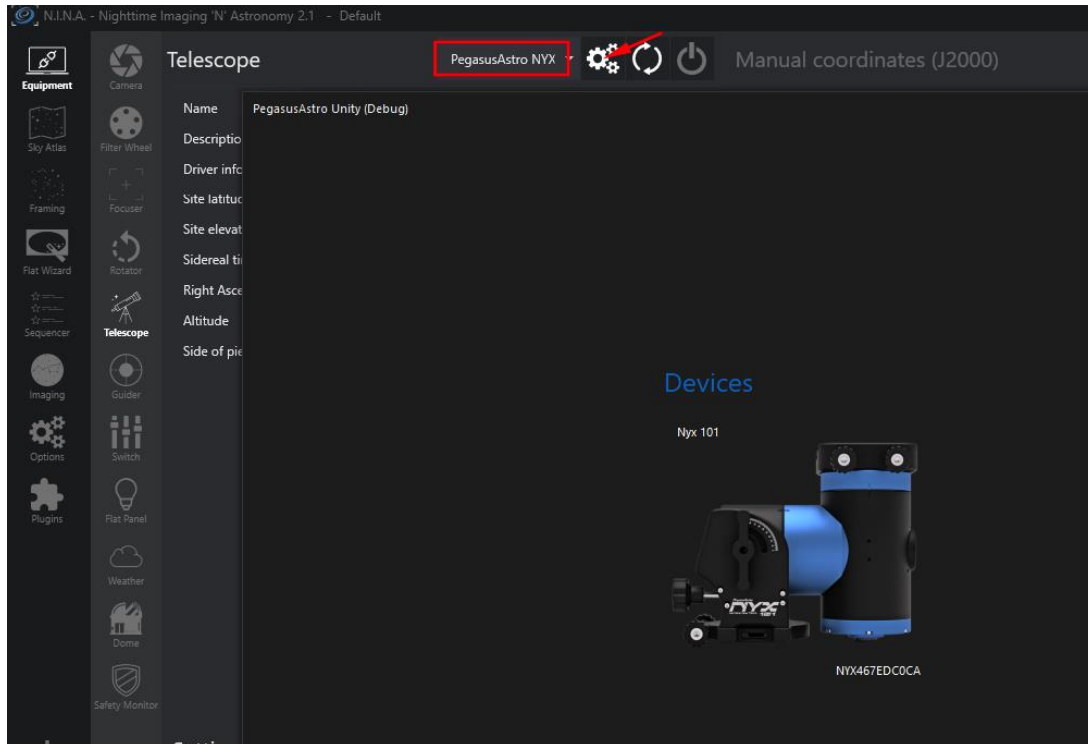 N.I.N.A. - Nighttime Imaging 'N' Astronomy 2.1 - Default
Equipment
Sky Atlas
Framing
Flat Wizard
Sequencer
Imaging
Options
Plugins
Camera
Filter Wheel
Focuser
Rotator
Telescope
Guider
Switch
Flat Panel
Weather
Dome
Safety Monitor
Telescope
PegasusAstro NYX
Manual coordinates (J2000)
Name
Descriptio
Driver info
Site latitud
Site elevat
Sidereal ti
Right Asce
Altitude
Side of pie
PegasusAstro Unity (Debug)
Devices
Nyx 101
NYX
101
NYX467EDC0CA